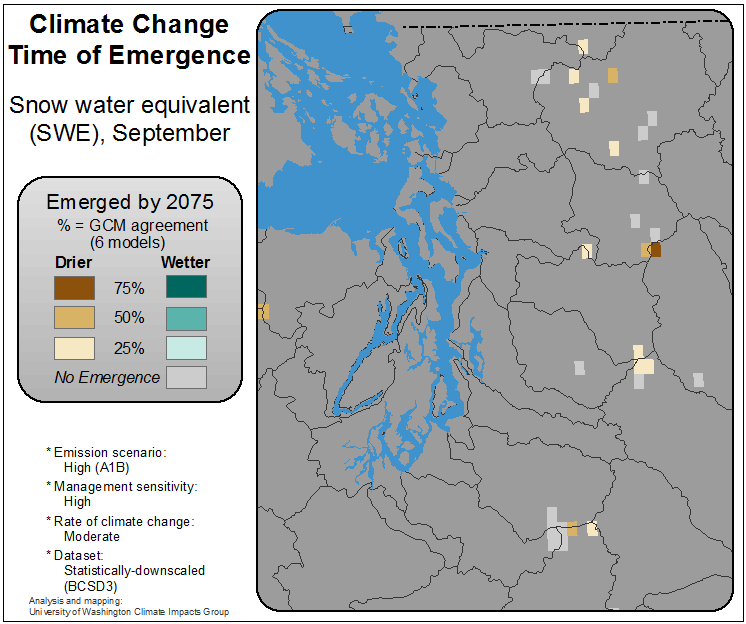 Climate Change
Time of Emergence
Snow water equivalent
(SWE), September
Emerged by 2075
% = GCM agreement
(6 models)
Drier Wetter
75%
50%
25%
No Emergence
* Emission scenario:
High (A1B)
* Management sensitivity:
High
* Rate of climate change:
Moderate
* Dataset:
Statistically-downscaled
(BCSD3)
Analysis and mapping:
University of Washington Climate Impacts Group